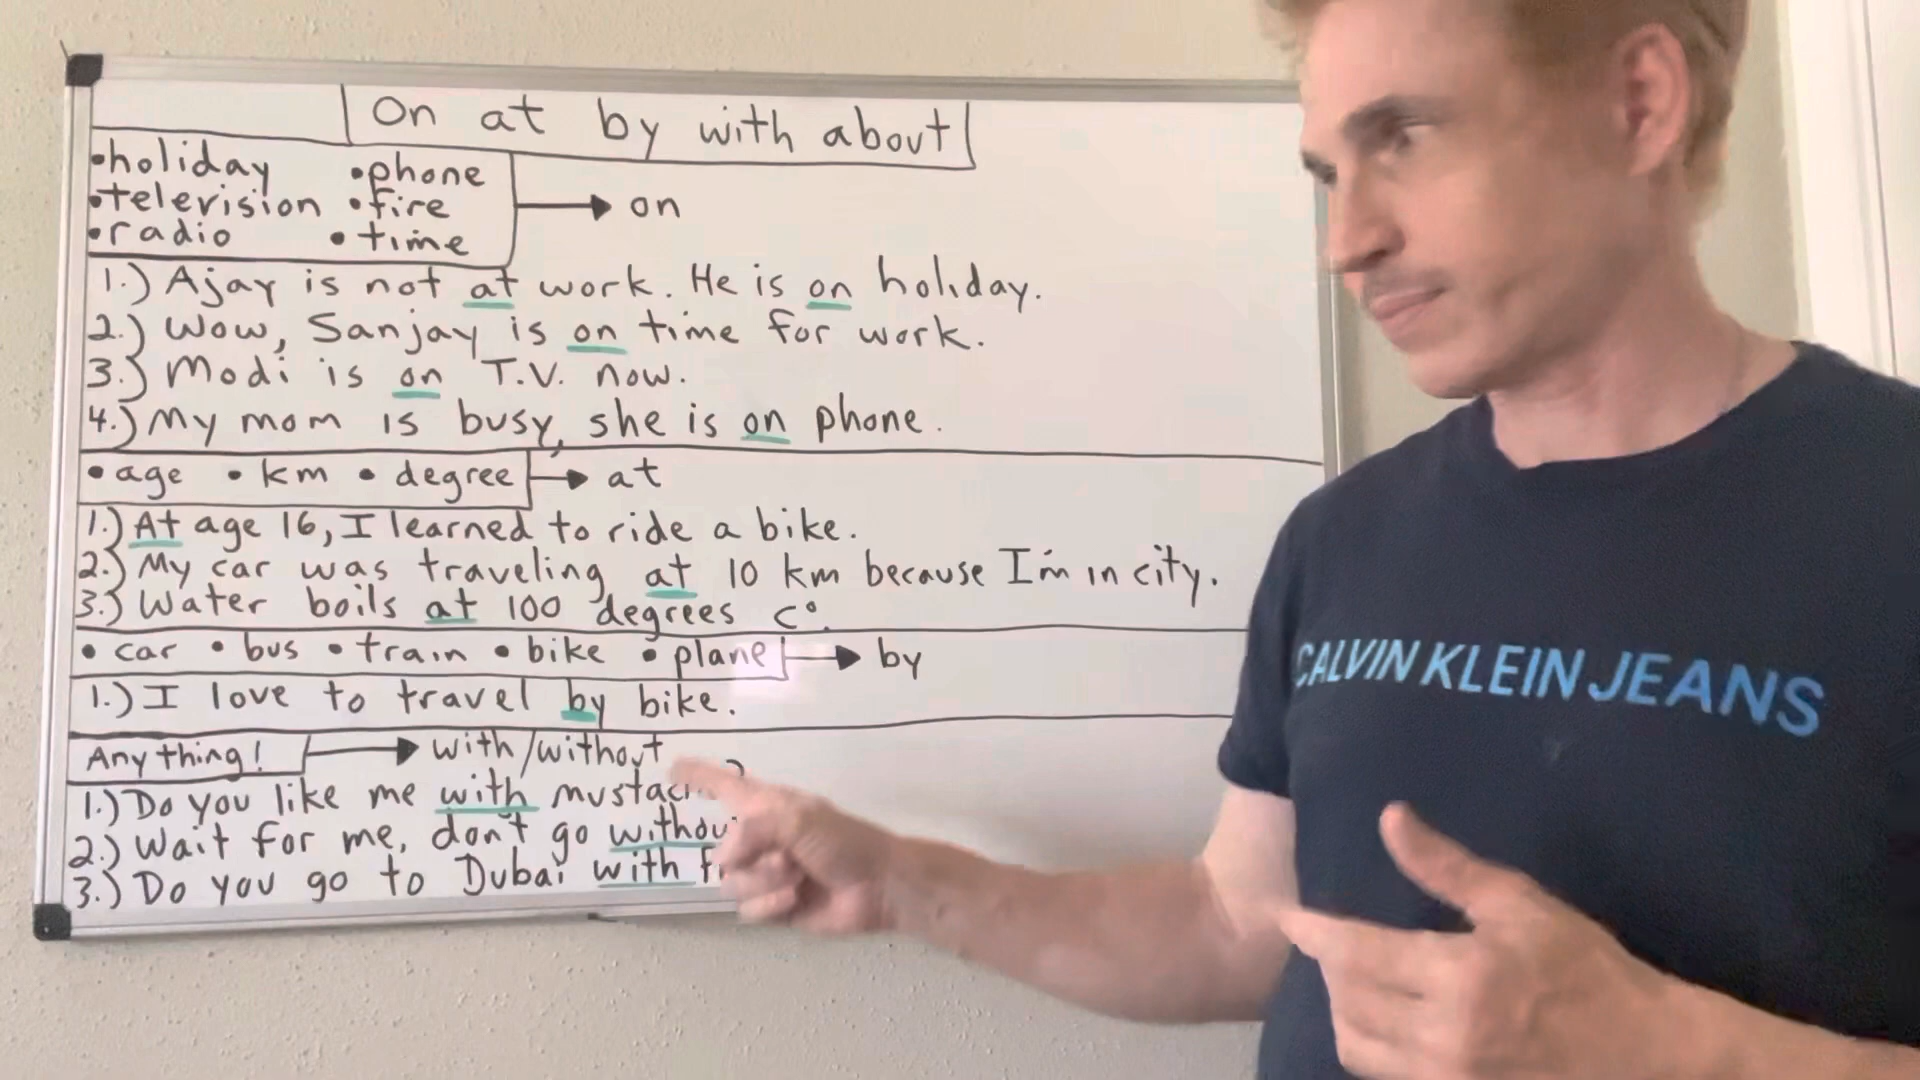 On at by with about
•holiday •phone
•television •fire → on
•radio •time
1.) Ajay is not at work. He is on holiday.
2.) Wow, Sanjay is on time for work.
3.) Modi is on T.V. now.
4.) My mom is busy, she is on phone.
•age •km •degree → at
1.) At age 16, I learned to ride a bike.
2.) My car was traveling at 10 km because I'm in city.
3.) Water boils at 100 degrees C°.
•car •bus •train •bike •plane → by
1.) I love to travel by bike.
Anything! → with/without
1.) Do you like me with
2.) Wait for me, don't go
3.) Do you go to Dubai with
CALVIN KLEIN JEANS